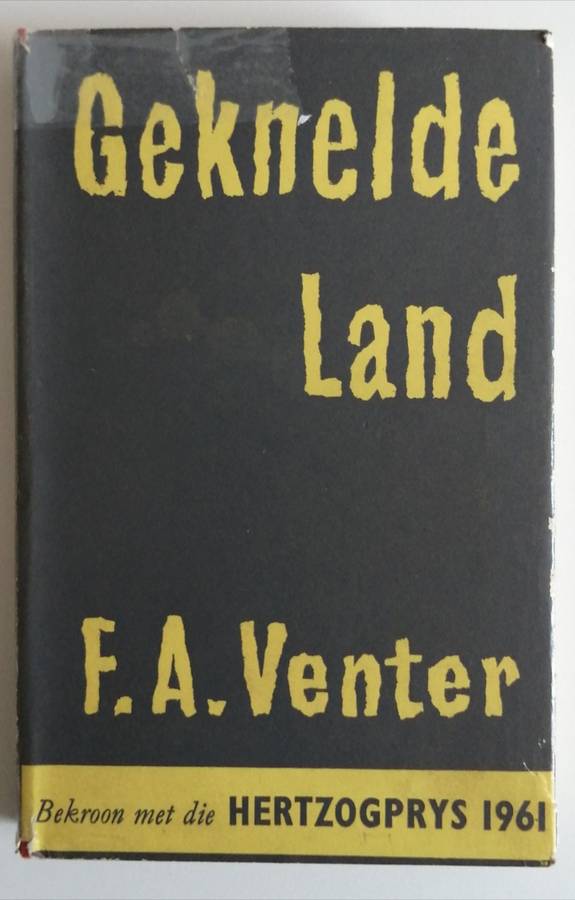 Geknelde
Land
F.A.Venter
Bekroon met die HERTZOGPRYS 1961